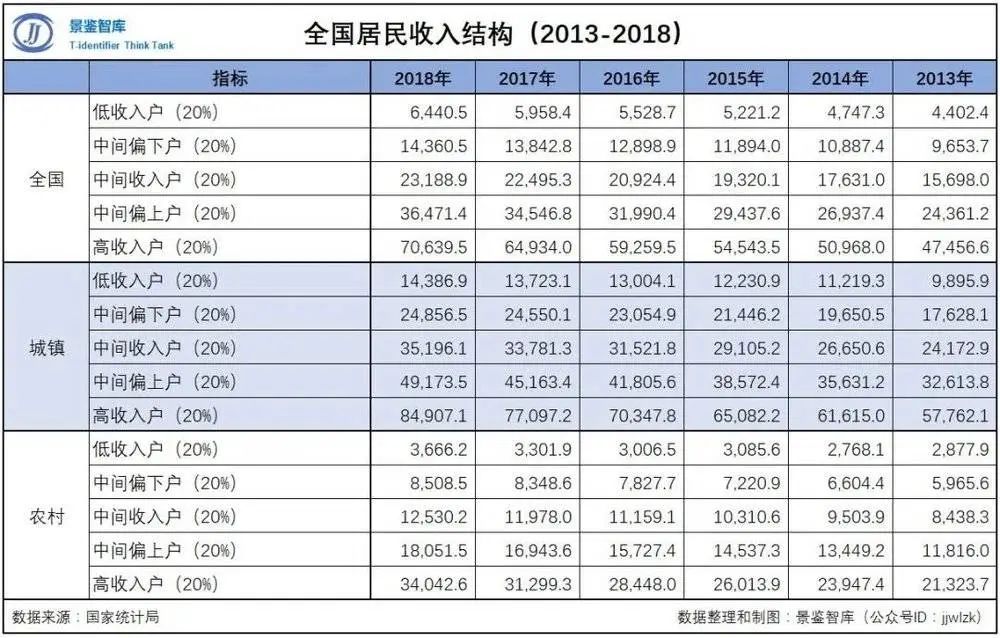 景鉴智库
T-identifier Think Tank
全国居民收入结构（2013-2018）
指标 2018年 2017年 2016年 2015年 2014年 2013年
全国
低收入户（20%） 6,440.5 5,958.4 5,528.7 5,221.2 4,747.3 4,402.4
中间偏下户（20%） 14,360.5 13,842.8 12,898.9 11,894.0 10,887.4 9,653.7
中间收入户（20%） 23,188.9 22,495.3 20,924.4 19,320.1 17,631.0 15,698.0
中间偏上户（20%） 36,471.4 34,546.8 31,990.4 29,437.6 26,937.4 24,361.2
高收入户（20%） 70,639.5 64,934.0 59,259.5 54,543.5 50,968.0 47,456.6
城镇
低收入户（20%） 14,386.9 13,723.1 13,004.1 12,230.9 11,219.3 9,895.9
中间偏下户（20%） 24,856.5 24,550.1 23,054.9 21,446.2 19,650.5 17,628.1
中间收入户（20%） 35,196.1 33,781.3 31,521.8 29,105.2 26,650.6 24,172.9
中间偏上户（20%） 49,173.5 45,163.4 41,805.6 38,572.4 35,631.2 32,613.8
高收入户（20%） 84,907.1 77,097.2 70,347.8 65,082.2 61,615.0 57,762.1
农村
低收入户（20%） 3,666.2 3,301.9 3,006.5 3,085.6 2,768.1 2,877.9
中间偏下户（20%） 8,508.5 8,348.6 7,827.7 7,220.9 6,604.4 5,965.6
中间收入户（20%） 12,530.2 11,978.0 11,159.1 10,310.6 9,503.9 8,438.3
中间偏上户（20%） 18,051.5 16,943.6 15,727.4 14,537.3 13,449.2 11,816.0
高收入户（20%） 34,042.6 31,299.3 28,448.0 26,013.9 23,947.4 21,323.7
数据来源：国家统计局 数据整理和制图：景鉴智库（公众号ID：jjwlzk）